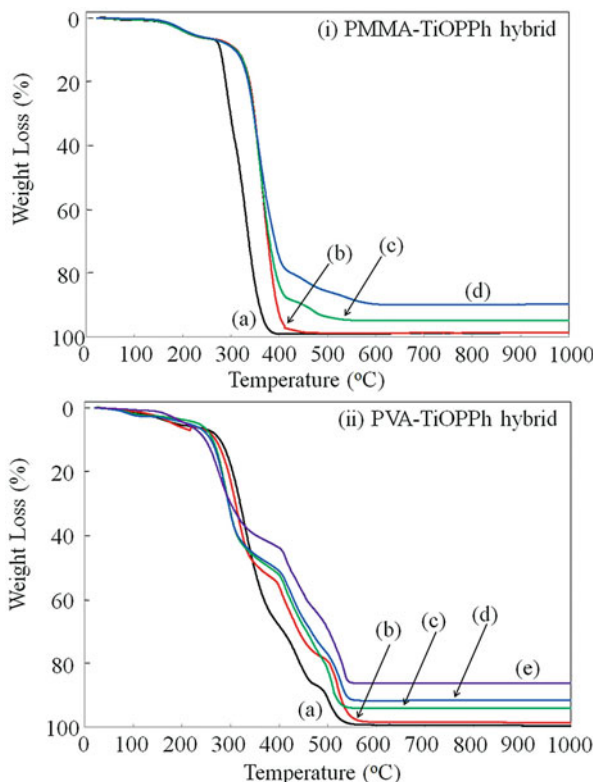 (i) PMMA-TiOPPh hybrid
Weight Loss (%)
0
20
40
60
80
100
(a)
(b)
(c)
(d)
0 100 200 300 400 500 600 700 800 900 1000
Temperature (°C)
(ii) PVA-TiOPPh hybrid
Weight Loss (%)
0
20
40
60
80
100
(a)
(b)
(c)
(d)
(e)
0 100 200 300 400 500 600 700 800 900 1000
Temperature (°C)